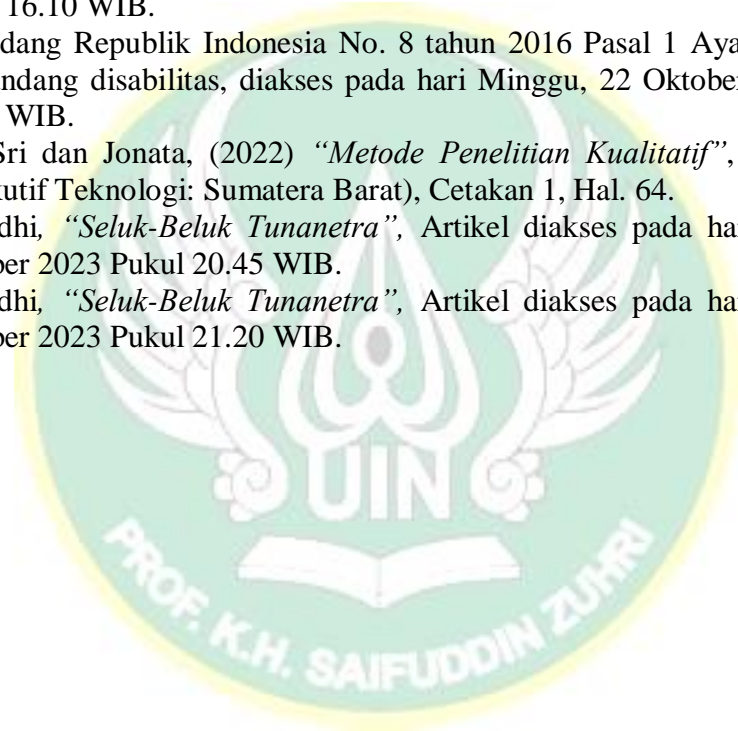 16.10 WIB.
dang Republik Indonesia No. 8 tahun 2016 Pasal 1 Aya
ndang disabilitas, diakses pada hari Minggu, 22 Oktober
WIB.
Sri dan Jonata, (2022) “Metode Penelitian Kualitatif”,
utif Teknologi: Sumatera Barat), Cetakan 1, Hal. 64.
dhi, “Seluk-Beluk Tunanetra”, Artikel diakses pada har
ber 2023 Pukul 20.45 WIB.
dhi, “Seluk-Beluk Tunanetra”, Artikel diakses pada har
ber 2023 Pukul 21.20 WIB.
UIN
PROF. K.H. SAIFUDDIN ZUHRI